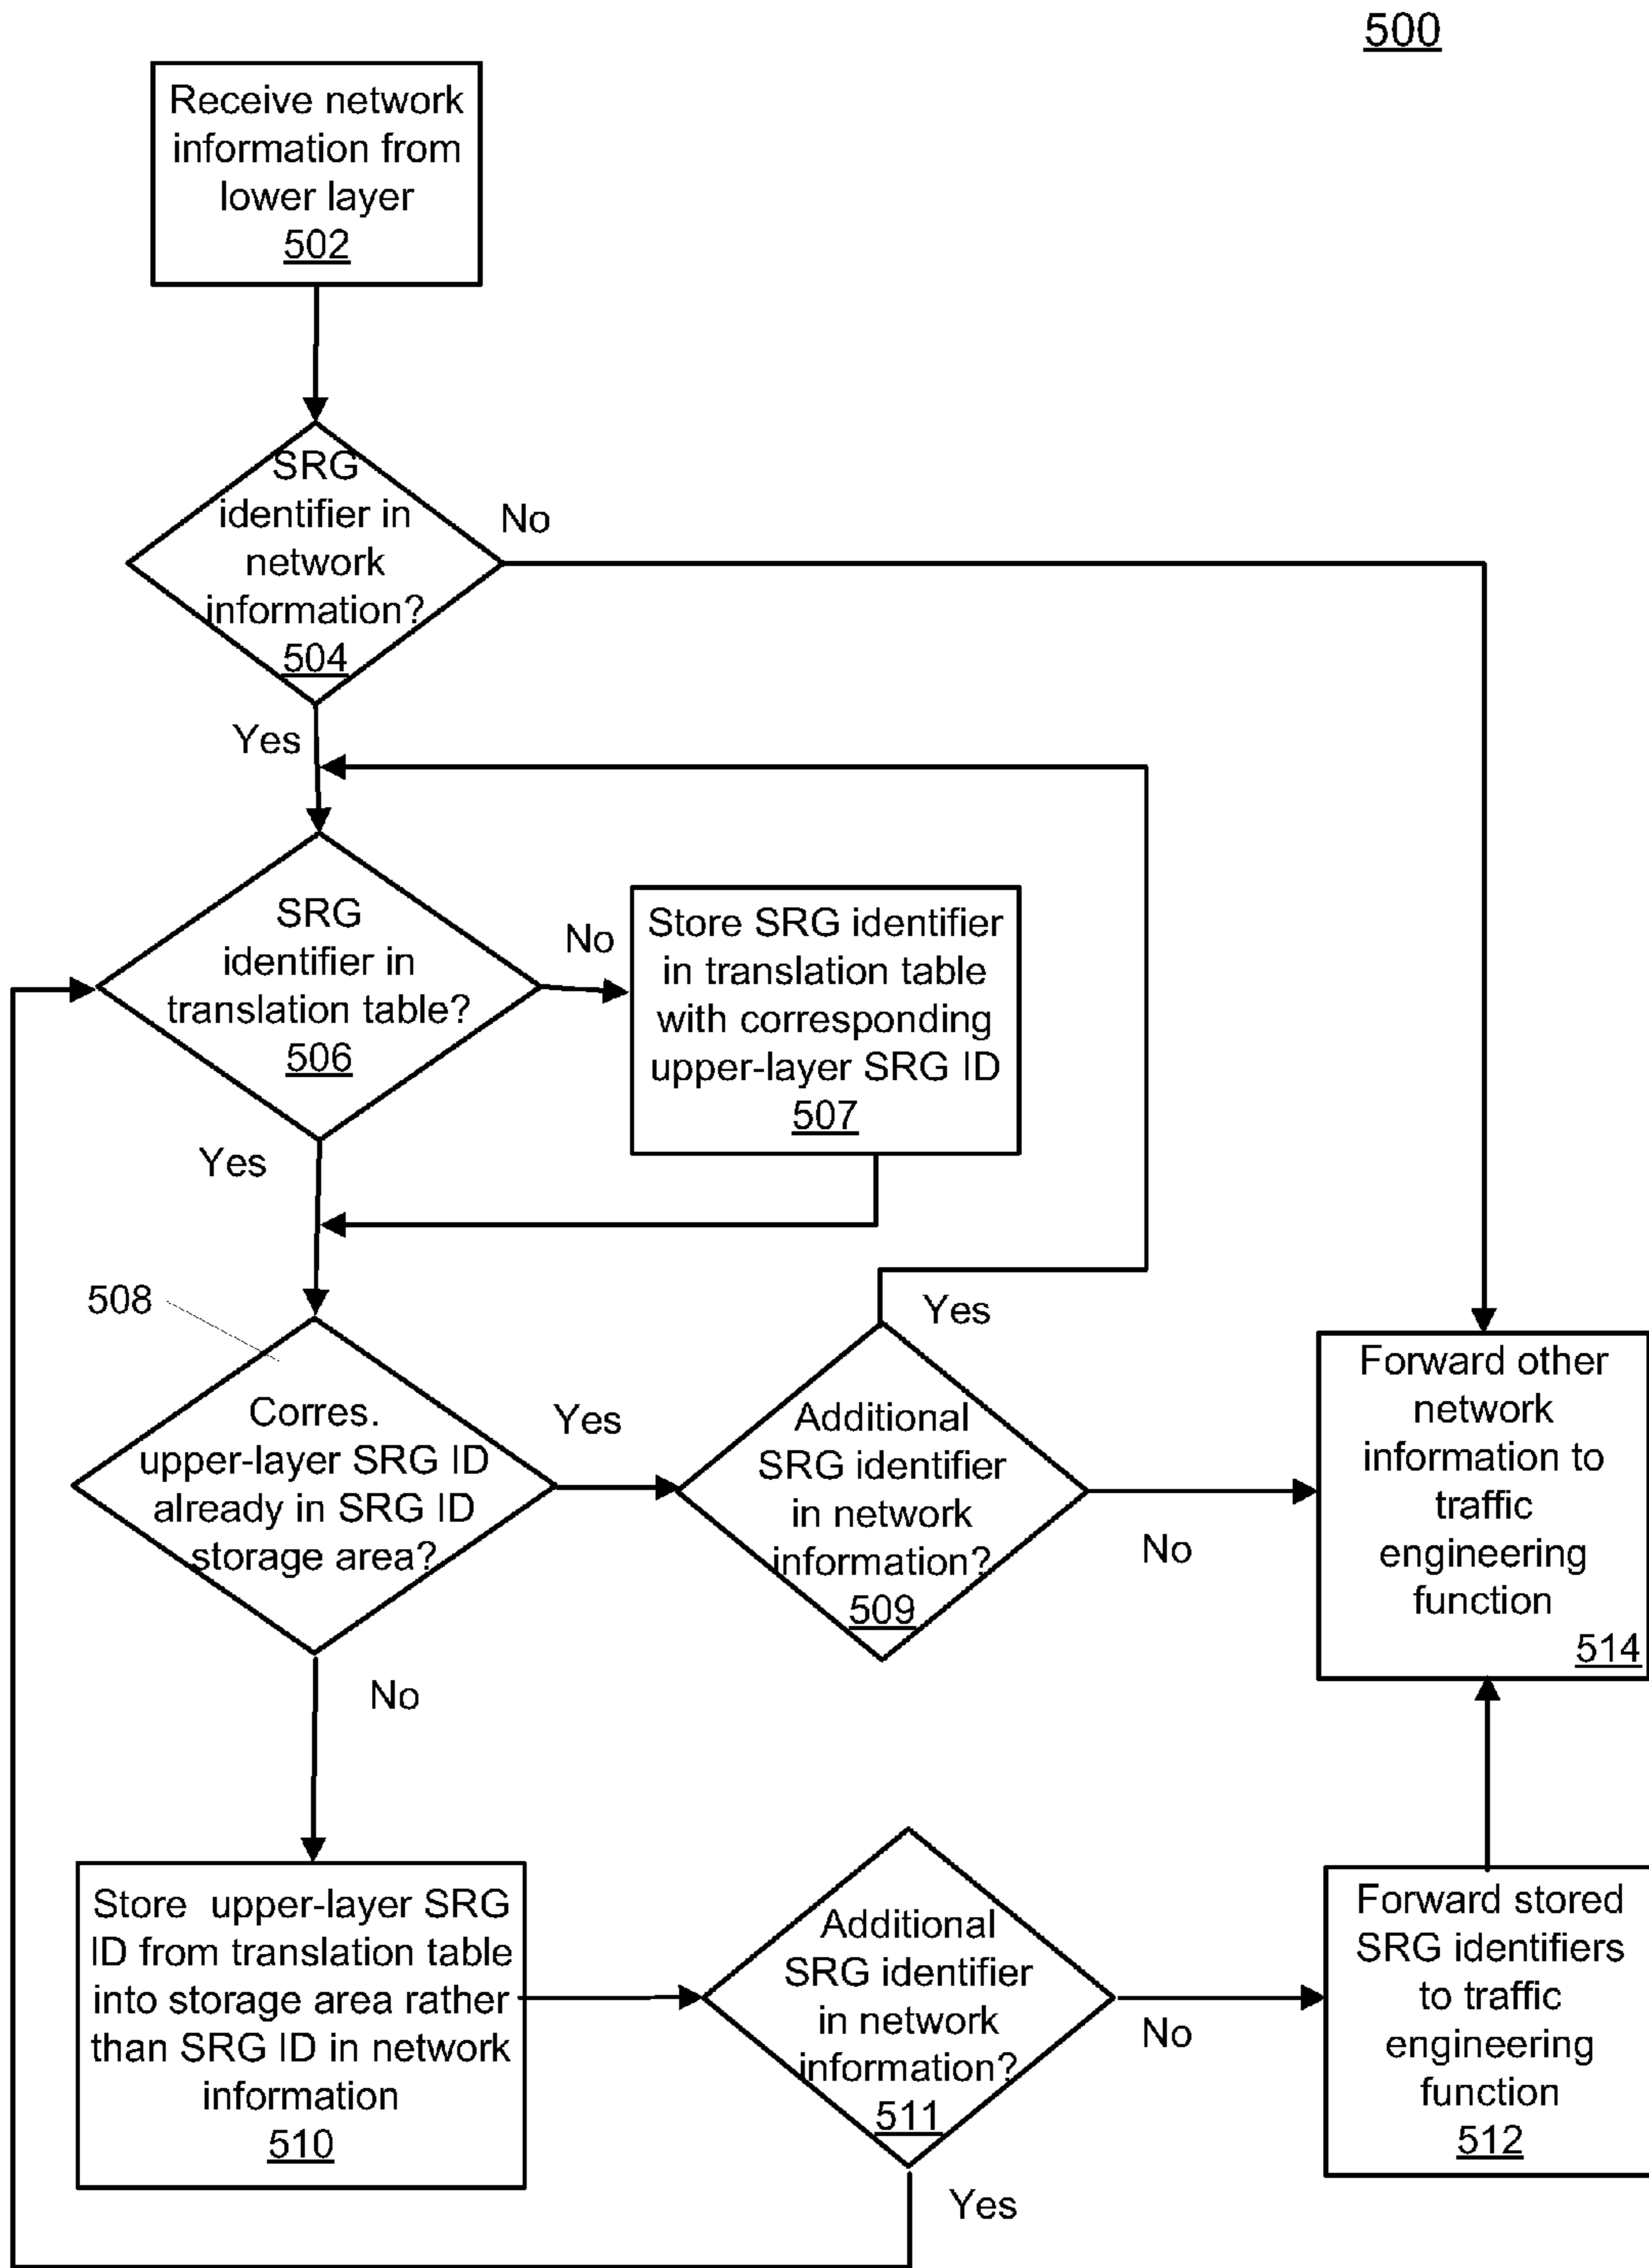 500
Receive network
information from
lower layer
502
SRG
identifier in
network
information?
504
No
Yes
SRG
identifier in
translation table?
506
No
Store SRG identifier
in translation table
with corresponding
upper-layer SRG ID
507
Yes
508
Corres.
upper-layer SRG ID
already in SRG ID
storage area?
Yes
Additional
SRG identifier
in network
information?
509
Yes
No
Forward other
network
information to
traffic
engineering
function
514
No
Store upper-layer SRG
ID from translation table
into storage area rather
than SRG ID in network
information
510
Additional
SRG identifier
in network
information?
511
No
Yes
Forward stored
SRG identifiers
to traffic
engineering
function
512